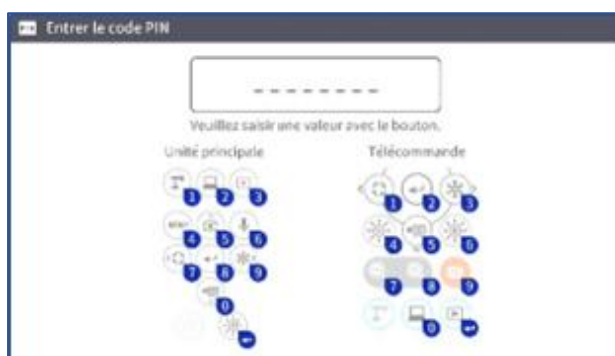 Entrer le code PIN
Veuillez saisir une valeur avec le bouton.
Unité principale
Télécommande
1 2 3
1 2 3
4 5 6
4 5 6
7 8 9
7 8 9
0
0